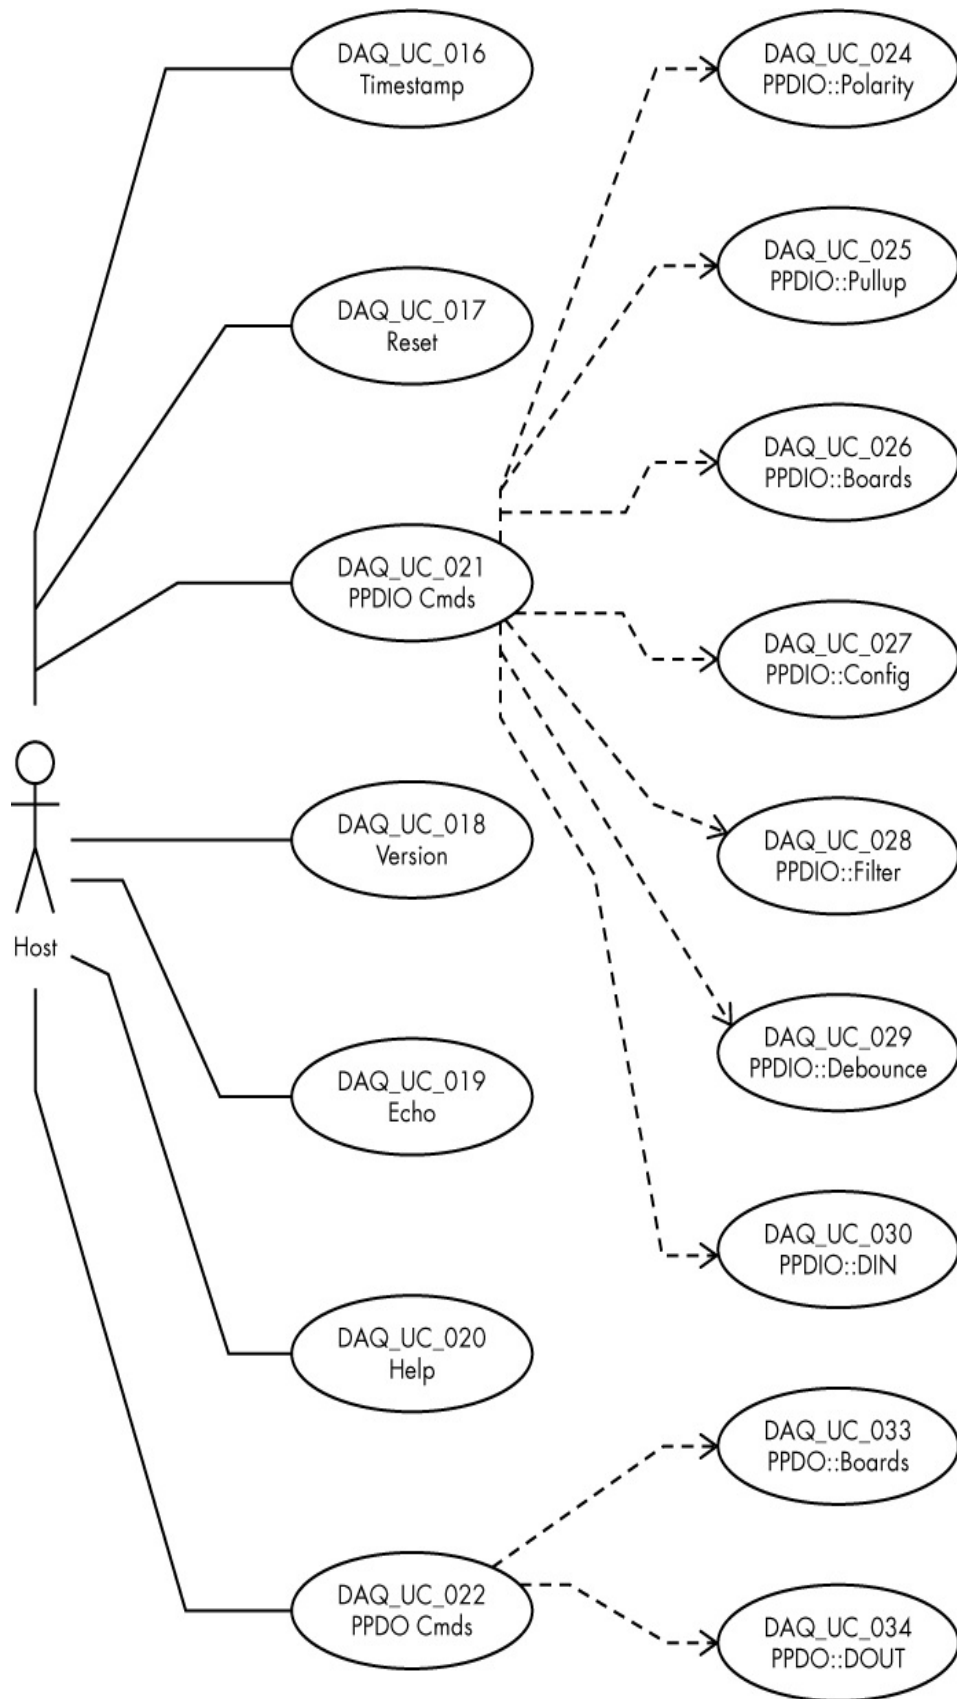 DAQ_UC_016
Timestamp
DAQ_UC_024
PPDIO::Polarity
DAQ_UC_017
Reset
DAQ_UC_025
PPDIO::Pullup
DAQ_UC_026
PPDIO::Boards
DAQ_UC_021
PPDIO Cmds
DAQ_UC_027
PPDIO::Config
DAQ_UC_018
Version
DAQ_UC_028
PPDIO::Filter
Host
DAQ_UC_019
Echo
DAQ_UC_029
PPDIO::Debounce
DAQ_UC_030
PPDIO::DIN
DAQ_UC_020
Help
DAQ_UC_033
PPDO::Boards
DAQ_UC_022
PPDO Cmds
DAQ_UC_034
PPDO::DOUT